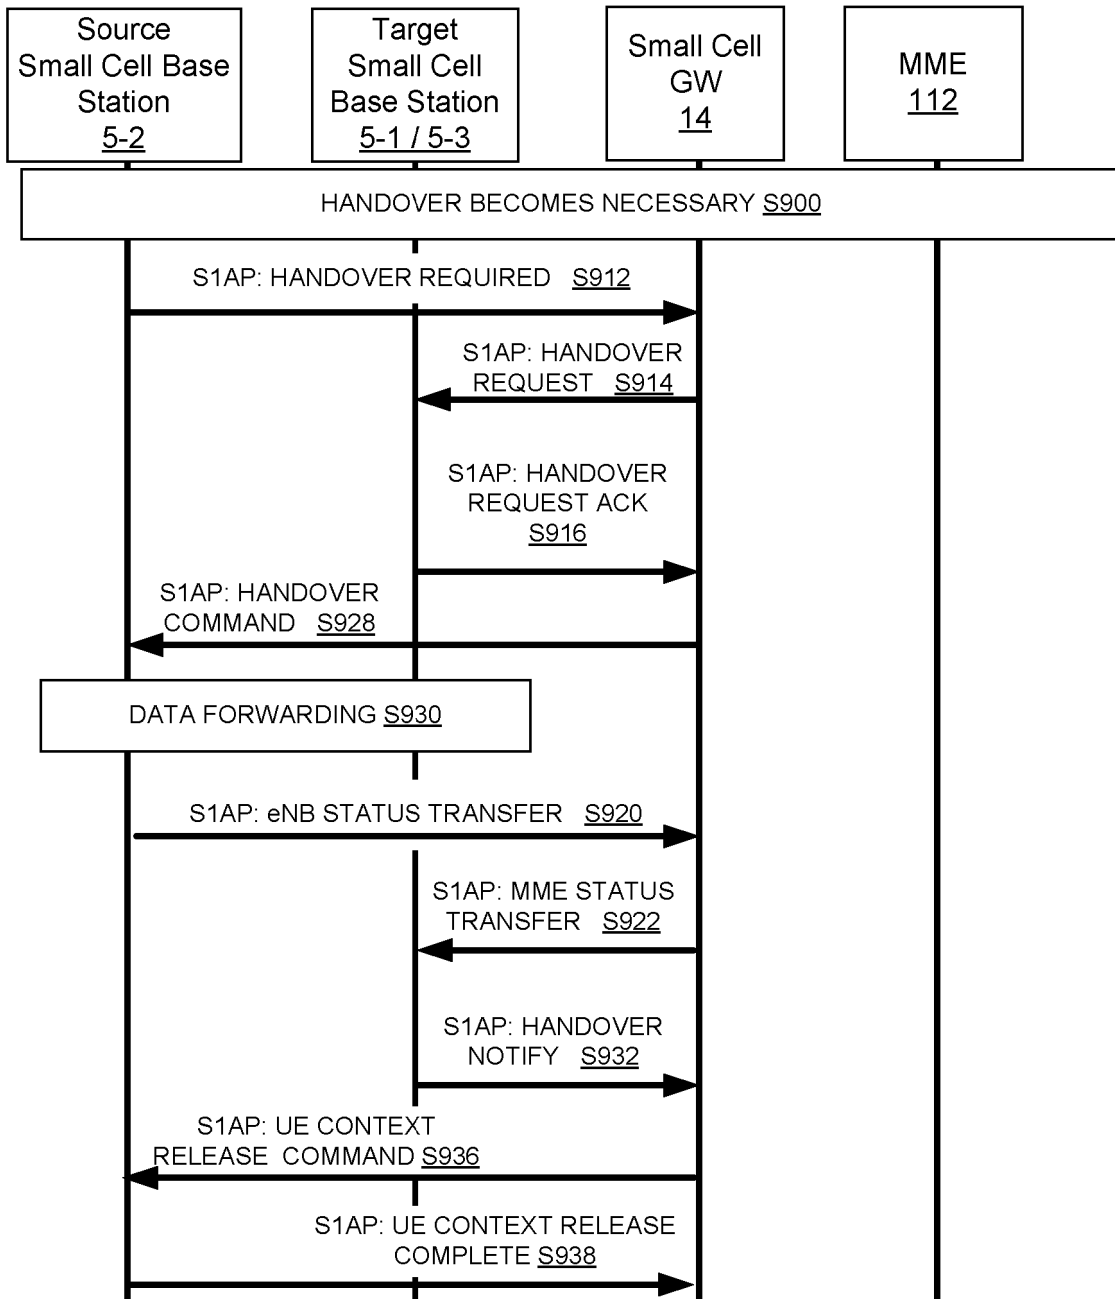 Source
Small Cell Base
Station
5-2
Target
Small Cell
Base Station
5-1 / 5-3
Small Cell
GW
14
MME
112
HANDOVER BECOMES NECESSARY S900
S1AP: HANDOVER REQUIRED S912
S1AP: HANDOVER
REQUEST S914
S1AP: HANDOVER
REQUEST ACK
S916
S1AP: HANDOVER
COMMAND S928
DATA FORWARDING S930
S1AP: eNB STATUS TRANSFER S920
S1AP: MME STATUS
TRANSFER S922
S1AP: HANDOVER
NOTIFY S932
S1AP: UE CONTEXT
RELEASE COMMAND S936
S1AP: UE CONTEXT RELEASE
COMPLETE S938